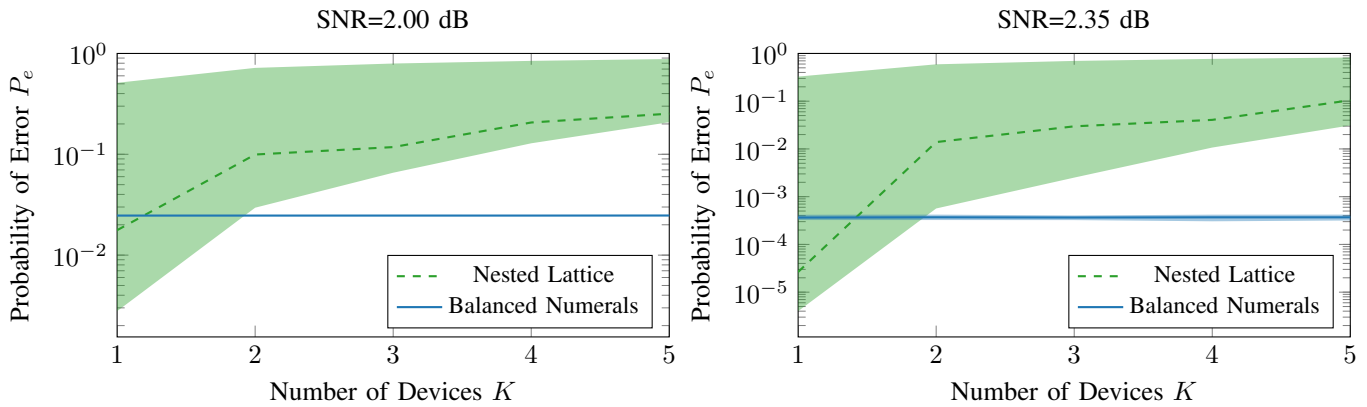 SNR=2.00 dB
Probability of Error P_e
10^0
10^{-1}
10^{-2}
Nested Lattice
Balanced Numerals
1 2 3 4 5
Number of Devices K
SNR=2.35 dB
Probability of Error P_e
10^0
10^{-1}
10^{-2}
10^{-3}
10^{-4}
10^{-5}
Nested Lattice
Balanced Numerals
1 2 3 4 5
Number of Devices K